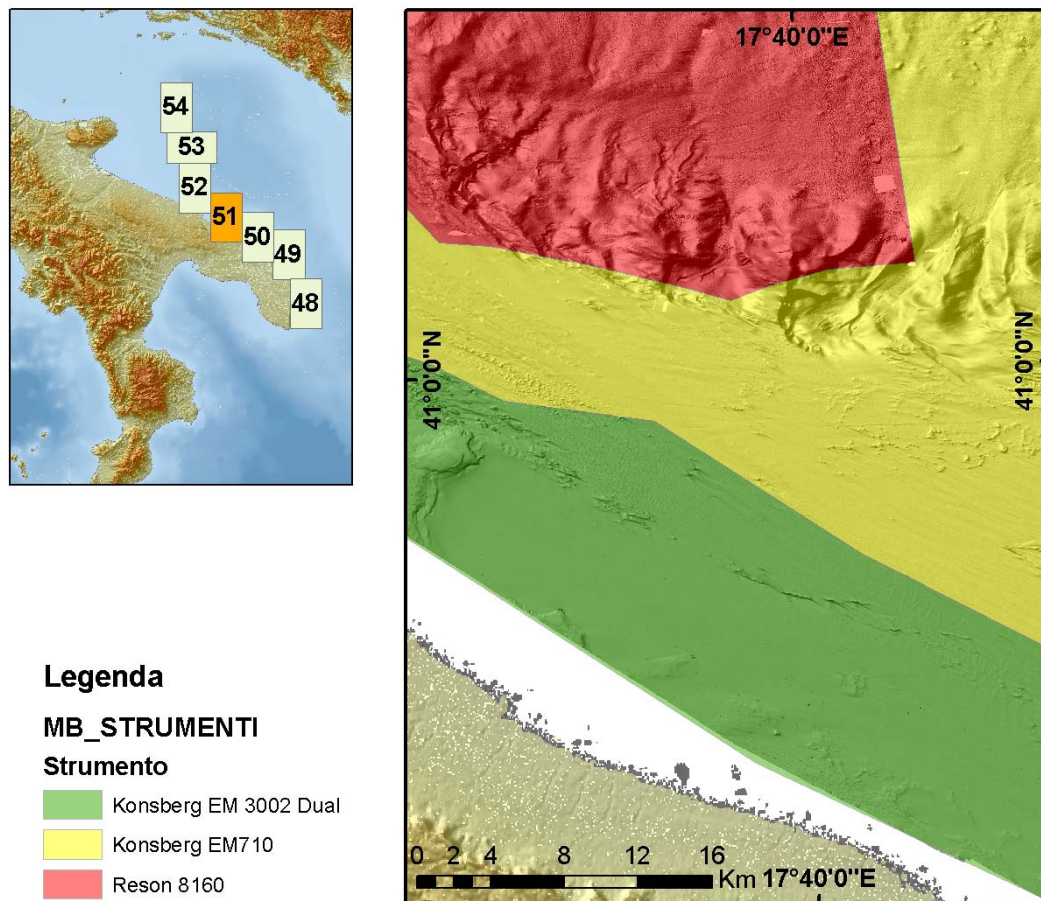 54
53
52
51
50
49
48
Legenda
MB_STRUMENTI
Strumento
Konsberg EM 3002 Dual
Konsberg EM710
Reson 8160
17°40'0"E
41°0'0"N
41°0'0"N
0 2 4 8 12 16
Km
17°40'0"E